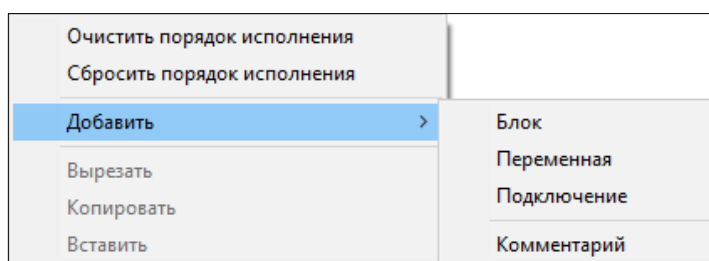 Очистить порядок исполнения
Сбросить порядок исполнения
Добавить
Блок
Переменная
Подключение
Комментарий
Вырезать
Копировать
Вставить